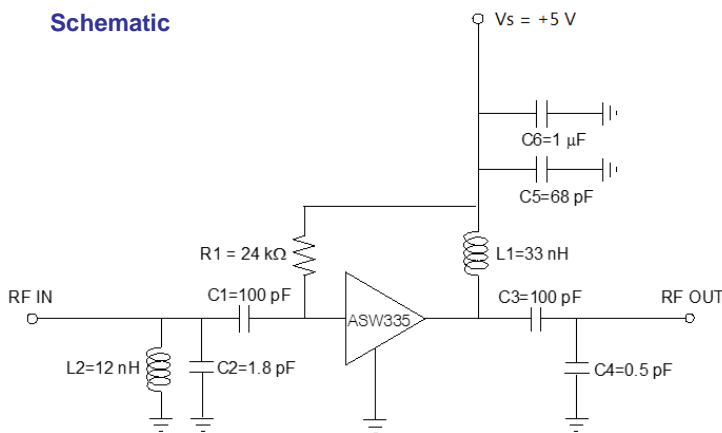 Schematic
Vs = +5 V
C6=1 µF
C5=68 pF
R1 = 24 kΩ
L1=33 nH
RF IN
C1=100 pF
C3=100 pF
RF OUT
ASW335
L2=12 nH
C2=1.8 pF
C4=0.5 pF